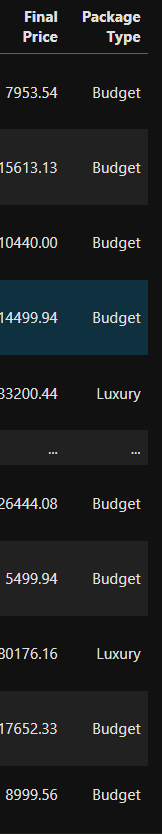 Final Package
Price Type
7953.54 Budget
15613.13 Budget
10440.00 Budget
14499.94 Budget
33200.44 Luxury
... ...
26444.08 Budget
5499.94 Budget
80176.16 Luxury
17652.33 Budget
8999.56 Budget